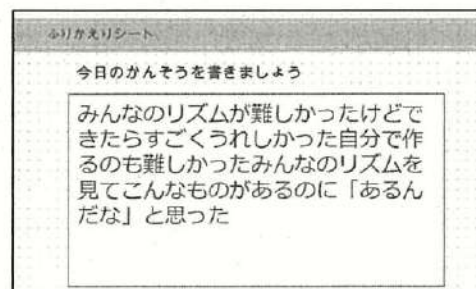 ふりかえりシート
今日のかんそうを書きましょう
みんなのリズムが難しかったけどで
きたらすごくうれしかった自分で作
るのも難しかったみんなのリズムを
見てこんなものがあるのに「あるん
だな」と思った